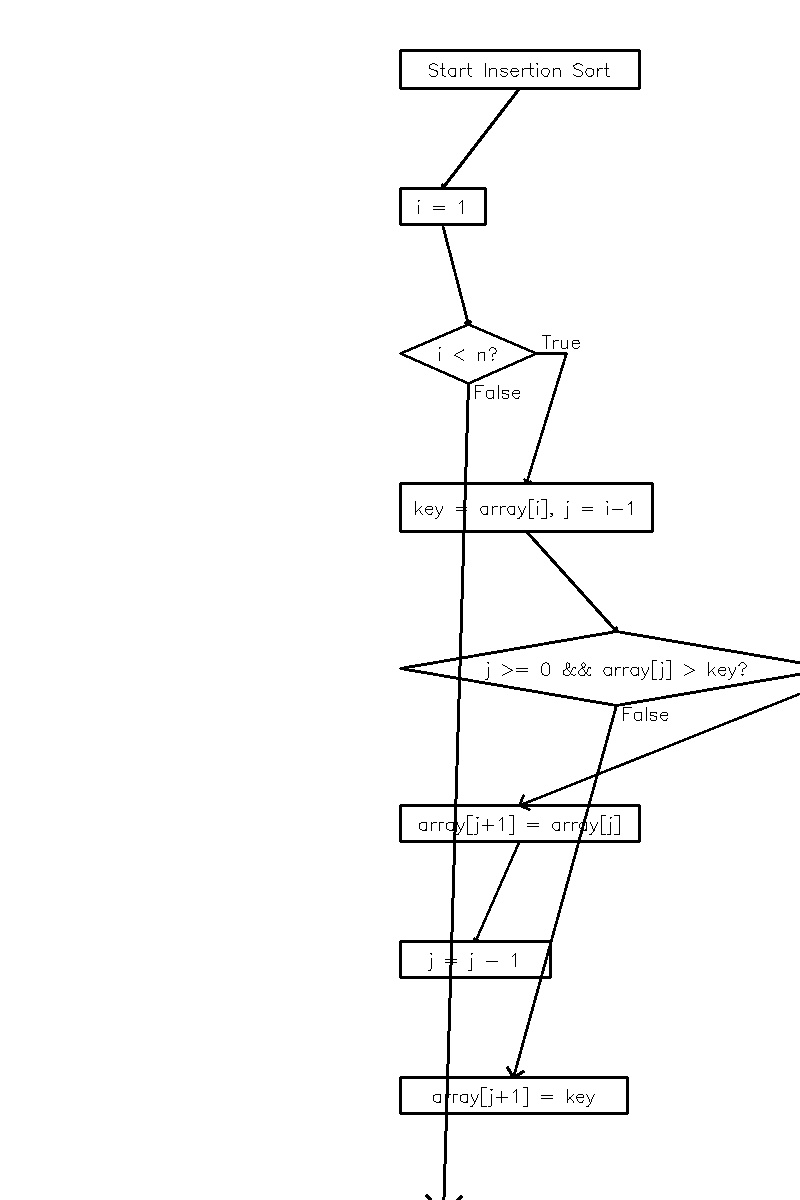 Start Insertion Sort
i = 1
i < n?
True
False
key = array[i], j = i-1
j >= 0 && array[j] > key?
False
array[j+1] = array[j]
j = j - 1
array[j+1] = key